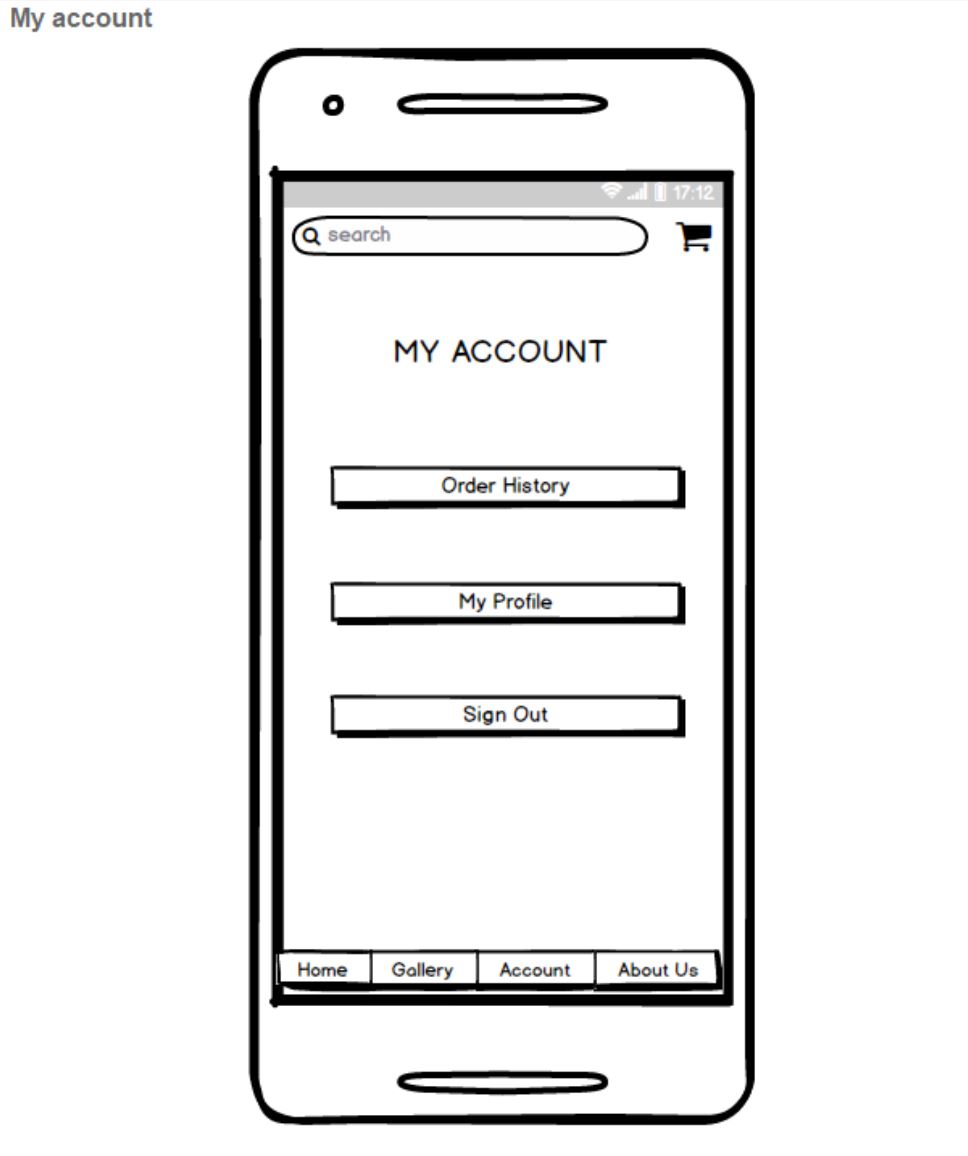 My account
17:12
search
MY ACCOUNT
Order History
My Profile
Sign Out
Home Gallery Account About Us